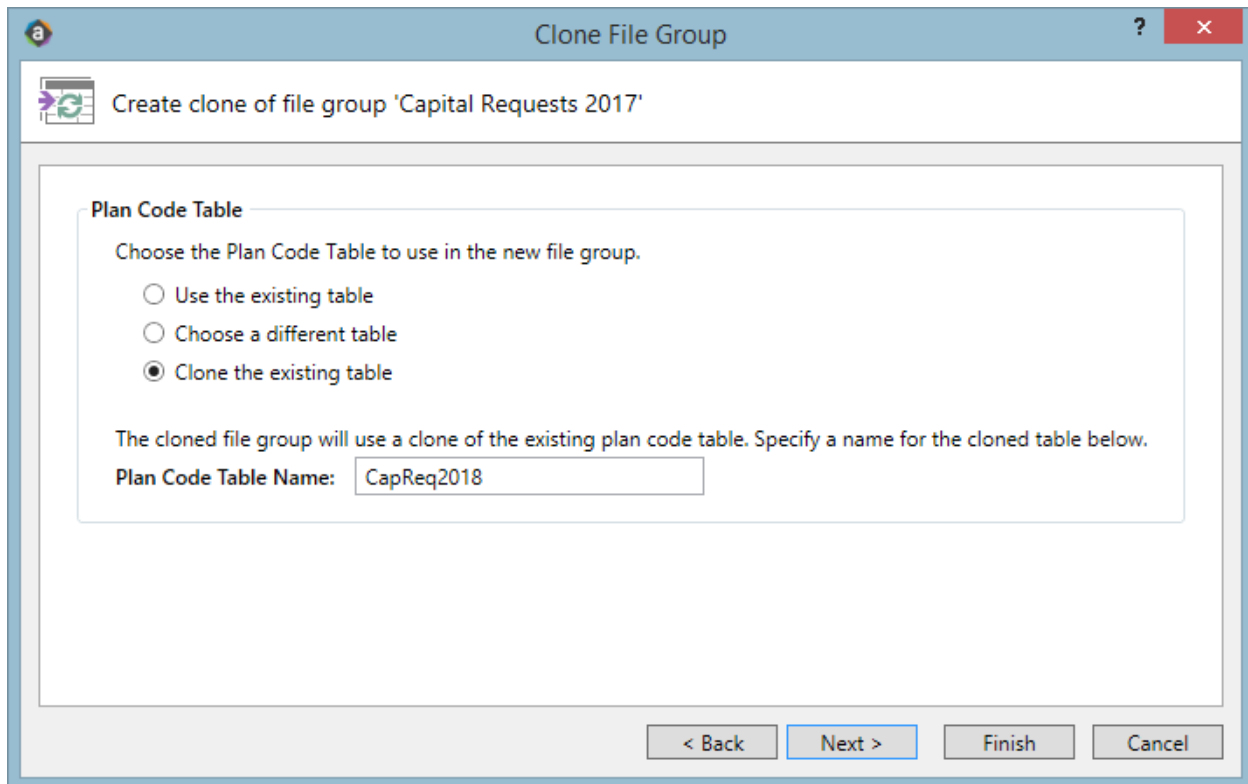 Clone File Group
?
Create clone of file group 'Capital Requests 2017'
Plan Code Table
Choose the Plan Code Table to use in the new file group.
Use the existing table
Choose a different table
Clone the existing table
The cloned file group will use a clone of the existing plan code table. Specify a name for the cloned table below.
Plan Code Table Name: CapReq2018
< Back Next > Finish Cancel